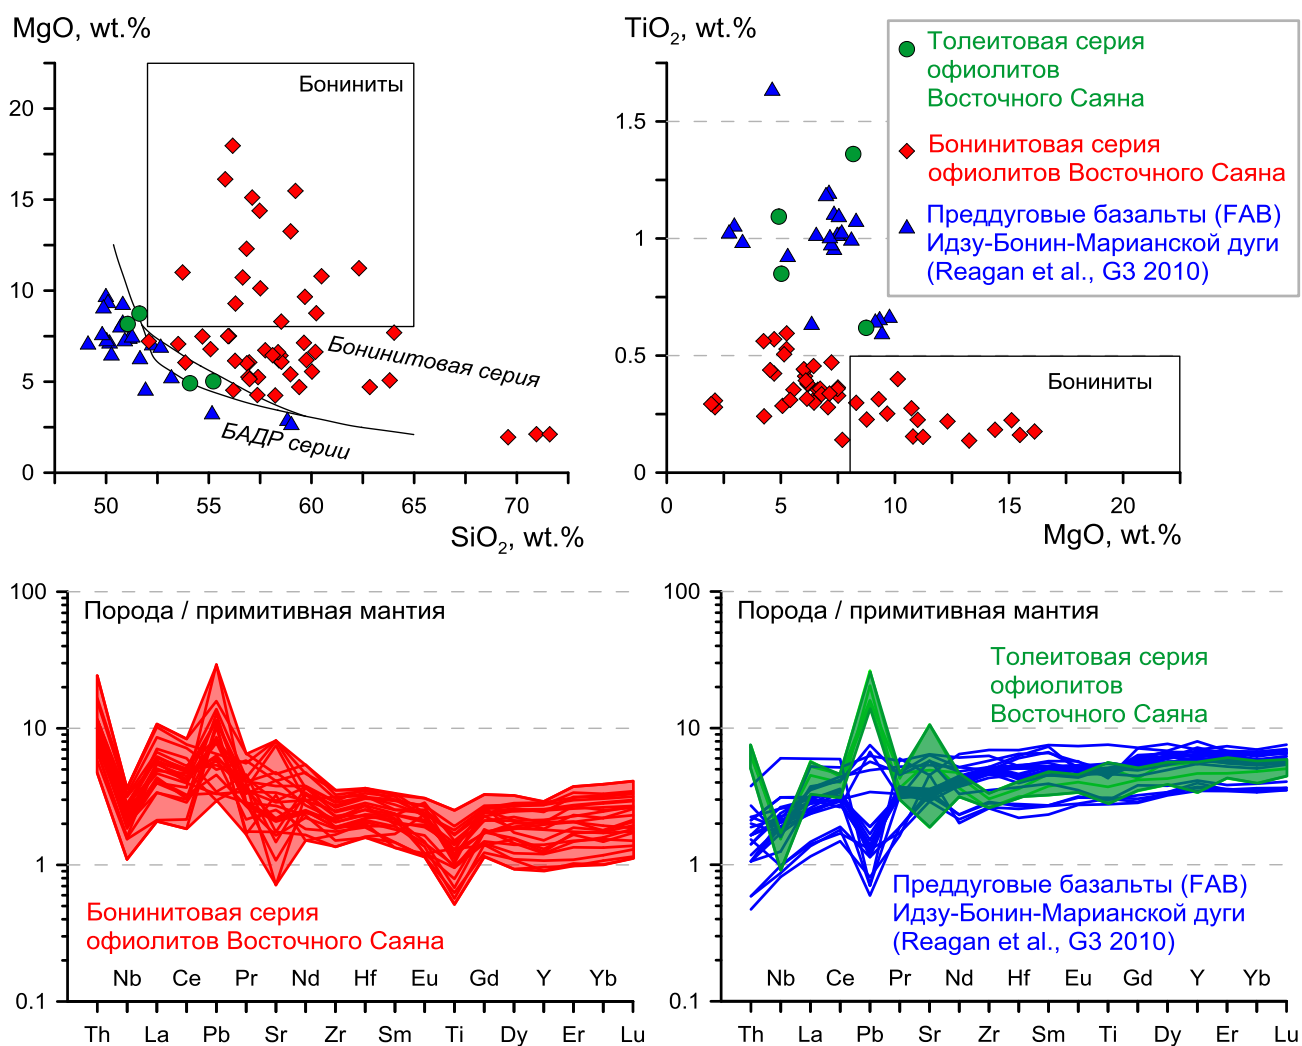 MgO, wt.%
20
15
10
5
0
50
55
60
65
70
SiO2, wt.%
Бониниты
Бонинитовая серия
БАДР серии
TiO2, wt.%
1.5
1
0.5
0
0
5
10
15
20
MgO, wt.%
Бониниты
Толеитовая серия
офиолитов
Восточного Саяна
Бонинитовая серия
офиолитов Восточного Саяна
Преддуговые базальты (FAB)
Идзу-Бонин-Марианской дуги
(Reagan et al., G3 2010)
100
10
1
0.1
Порода / примитивная мантия
Бонинитовая серия
офиолитов Восточного Саяна
Nb Ce Pr Nd Hf Eu Gd Y Yb
Th La Pb Sr Zr Sm Ti Dy Er Lu
100
10
1
0.1
Порода / примитивная мантия
Толеитовая серия
офиолитов
Восточного Саяна
Преддуговые базальты (FAB)
Идзу-Бонин-Марианской дуги
(Reagan et al., G3 2010)
Nb Ce Pr Nd Hf Eu Gd Y Yb
Th La Pb Sr Zr Sm Ti Dy Er Lu